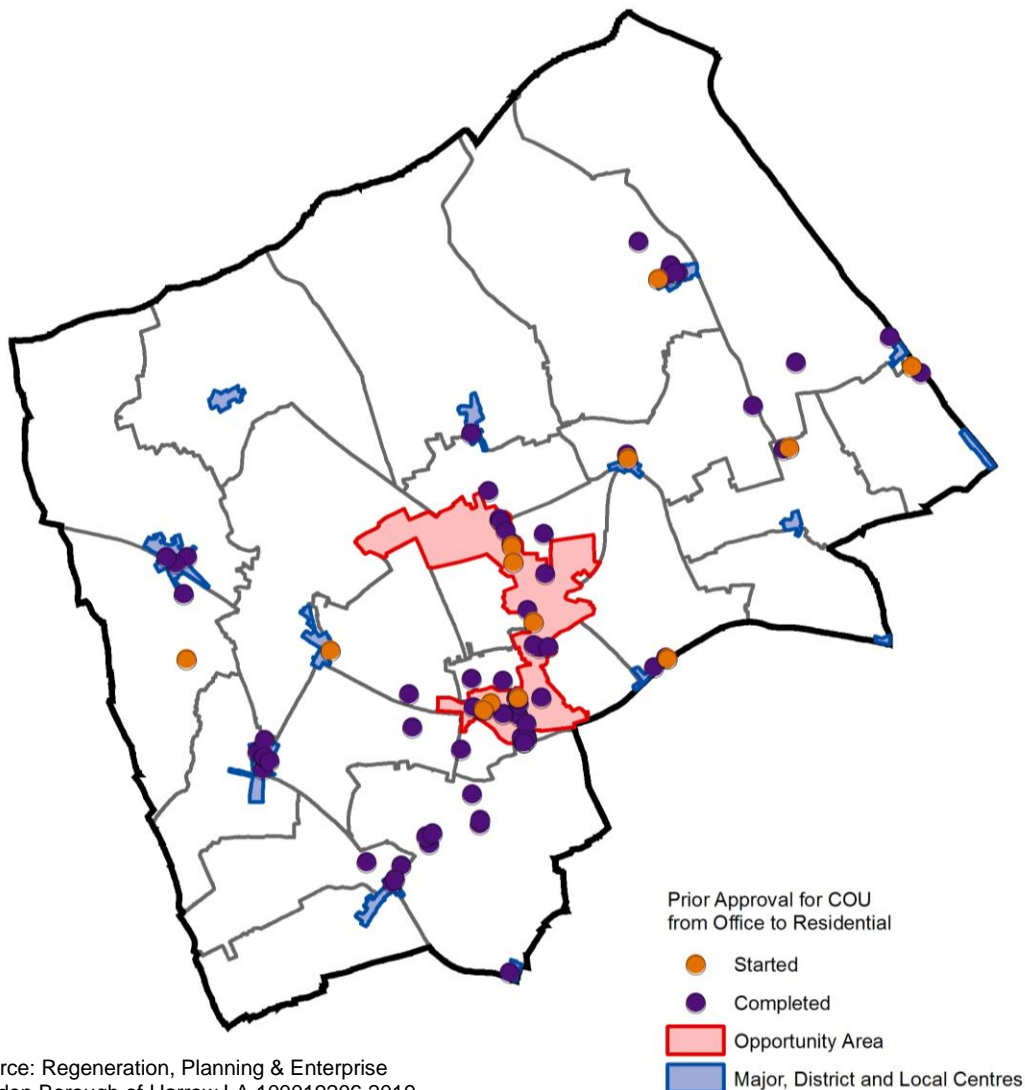 Prior Approval for COU
from Office to Residential
Started
Completed
Opportunity Area
Major, District and Local Centres
rce: Regeneration, Planning & Enterprise